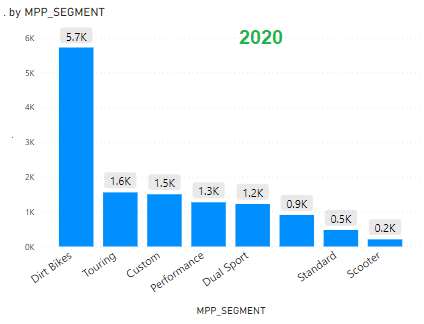 . by MPP_SEGMENT
2020
6K
5K
4K
3K
2K
1K
0K
.
5.7K
1.6K
1.5K
1.3K
1.2K
0.9K
0.5K
0.2K
Dirt Bikes
Touring
Custom
Performance
Dual Sport
Standard
Scooter
MPP_SEGMENT